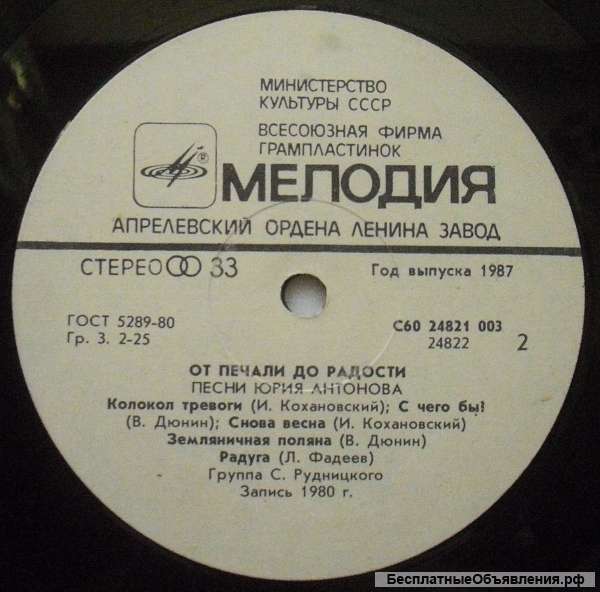 МИНИСТЕРСТВО
КУЛЬТУРЫ СССР
ВСЕСОЮЗНАЯ ФИРМА
ГРАМПЛАСТИНОК
МЕЛОДИЯ
АПРЕЛЕВСКИЙ ОРДЕНА ЛЕНИНА ЗАВОД
СТЕРЕО 33
Год выпуска 1987
ГОСТ 5289-80
Гр. 3. 2-25
С60 24821 003
24822
2
ОТ ПЕЧАЛИ ДО РАДОСТИ
ПЕСНИ ЮРИЯ АНТОНОВА
Колокол тревоги (И. Кохановский); С чего бы!
(В. Дюнин); Снова весна (И. Кохановский)
Земляничная поляна (В. Дюнин)
Радуга (Л. Фадеев)
Группа С. Рудницкого
Запись 1980 г.
БесплатныеОбъявления.рф